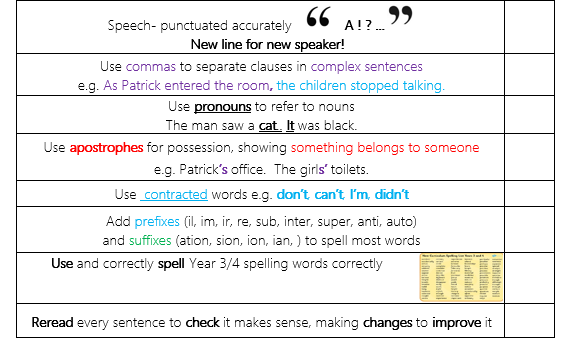 Speech- punctuated accurately “ A ! ? ... ”
New line for new speaker!
Use commas to separate clauses in complex sentences
e.g. As Patrick entered the room, the children stopped talking.
Use pronouns to refer to nouns
The man saw a cat. It was black.
Use apostrophes for possession, showing something belongs to someone
e.g. Patrick’s office. The girls’ toilets.
Use contracted words e.g. don’t, can’t, I’m, didn’t
Add prefixes (il, im, ir, re, sub, inter, super, anti, auto)
and suffixes (ation, sion, ion, ian, ) to spell most words
Use and correctly spell Year 3/4 spelling words correctly
Reread every sentence to check it makes sense, making changes to improve it